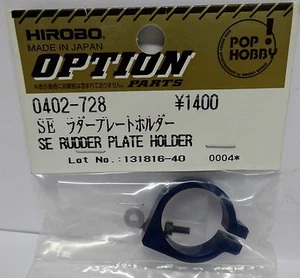 HIROBO
MADE IN JAPAN
POP
HOBBY
OPTION
PARTS
0402-728 ¥1400
SE ラダープレートホルダー
SE RUDDER PLATE HOLDER
Lot No.:131816-40 0004*